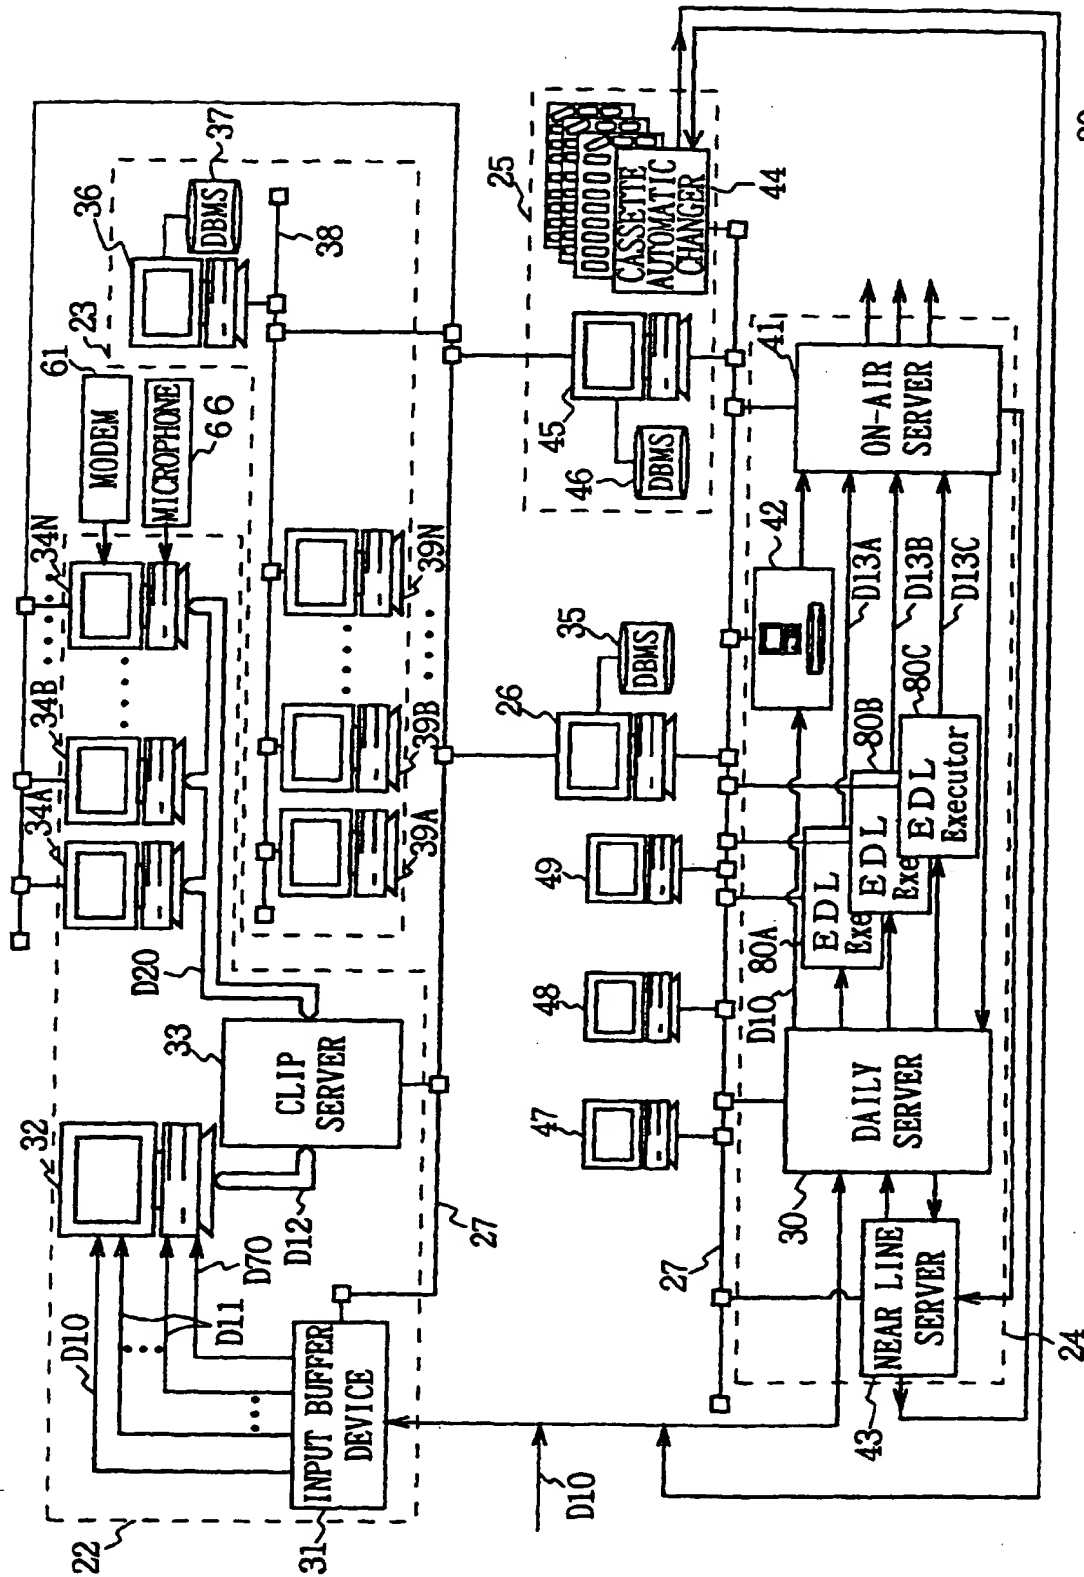 22
31
INPUT BUFFER
DEVICE
D10
D11
D70
32
D12
33
CLIP
SERVER
D20
27
34A
34B
34N
MODEM
61
MICROPHONE
66
23
36
DBMS
37
38
39A
39B
39N
D10
47
48
49
26
DBMS
35
45
46
DBMS
25
CASSETTE
AUTOMATIC
CHANGER
44
27
43
NEAR LINE
SERVER
24
30
DAILY
SERVER
D10
80A
EDL
Exe
80B
EDL
Exe
80C
EDL
Executor
42
D13A
D13B
D13C
41
ON-AIR
SERVER